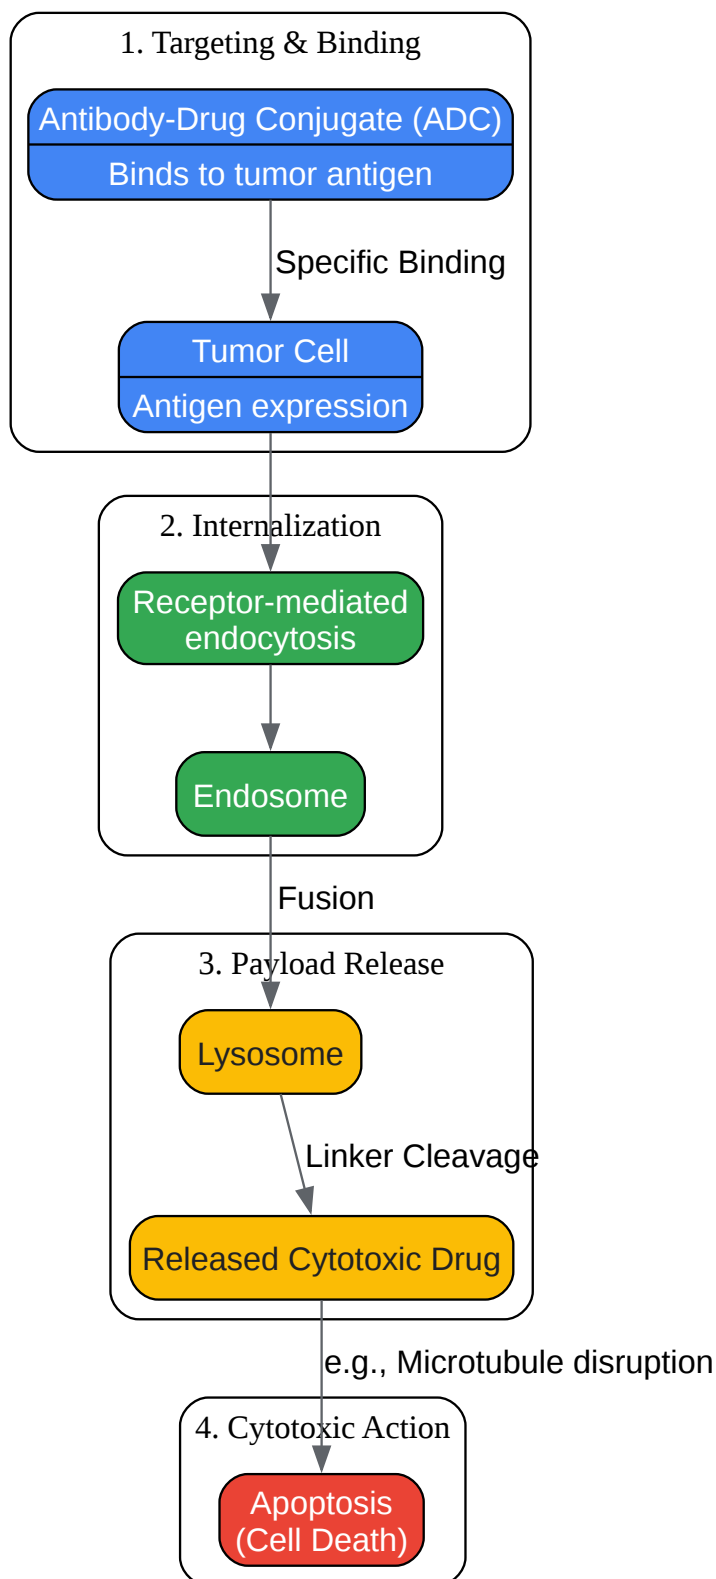 1. Targeting & Binding
Antibody-Drug Conjugate (ADC)
Binds to tumor antigen
Specific Binding
Tumor Cell
Antigen expression
2. Internalization
Receptor-mediated
endocytosis
Endosome
Fusion
3. Payload Release
Lysosome
Linker Cleavage
Released Cytotoxic Drug
e.g., Microtubule disruption
4. Cytotoxic Action
Apoptosis
(Cell Death)